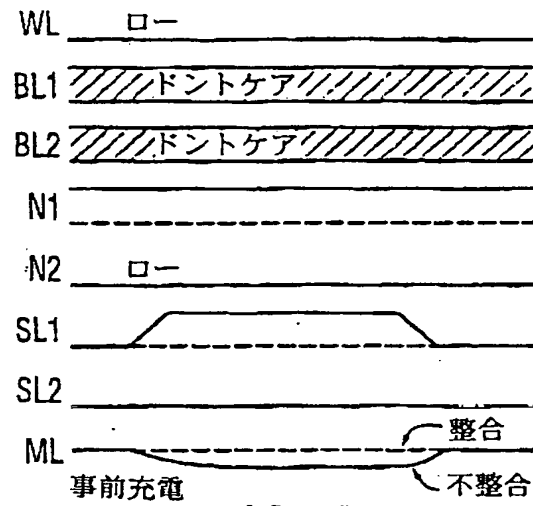 WL ロー
BL1 ドントケア
BL2 ドントケア
N1
N2 ロー
SL1
SL2
整合
ML
事前充電 不整合